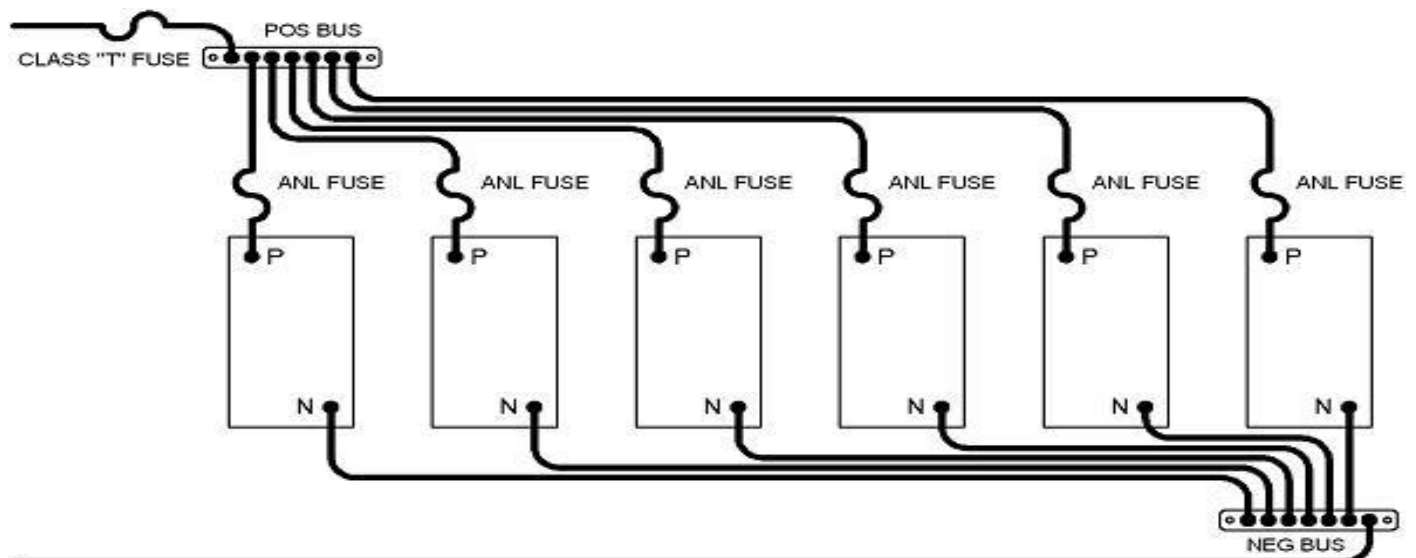 POS BUS
CLASS "T" FUSE
ANL FUSE ANL FUSE ANL FUSE ANL FUSE ANL FUSE ANL FUSE
P P P P P P
N N N N N N
NEG BUS